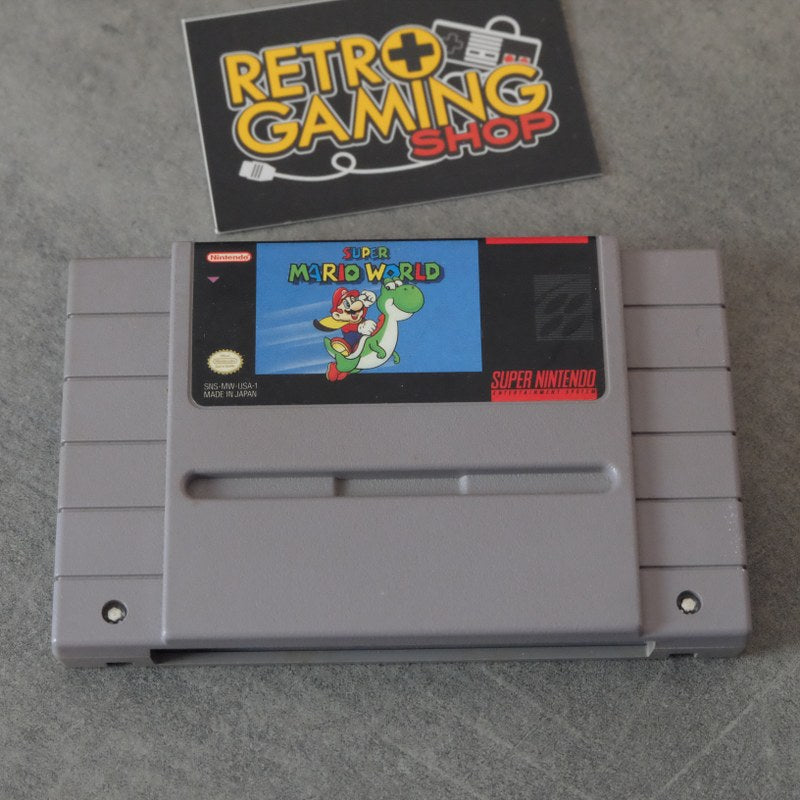 RETRO
GAMING
SHOP
Nintendo
SUPER
MARIO WORLD
SNS-MW-USA-1
MADE IN JAPAN
SUPER NINTENDO
ENTERTAINMENT SYSTEM